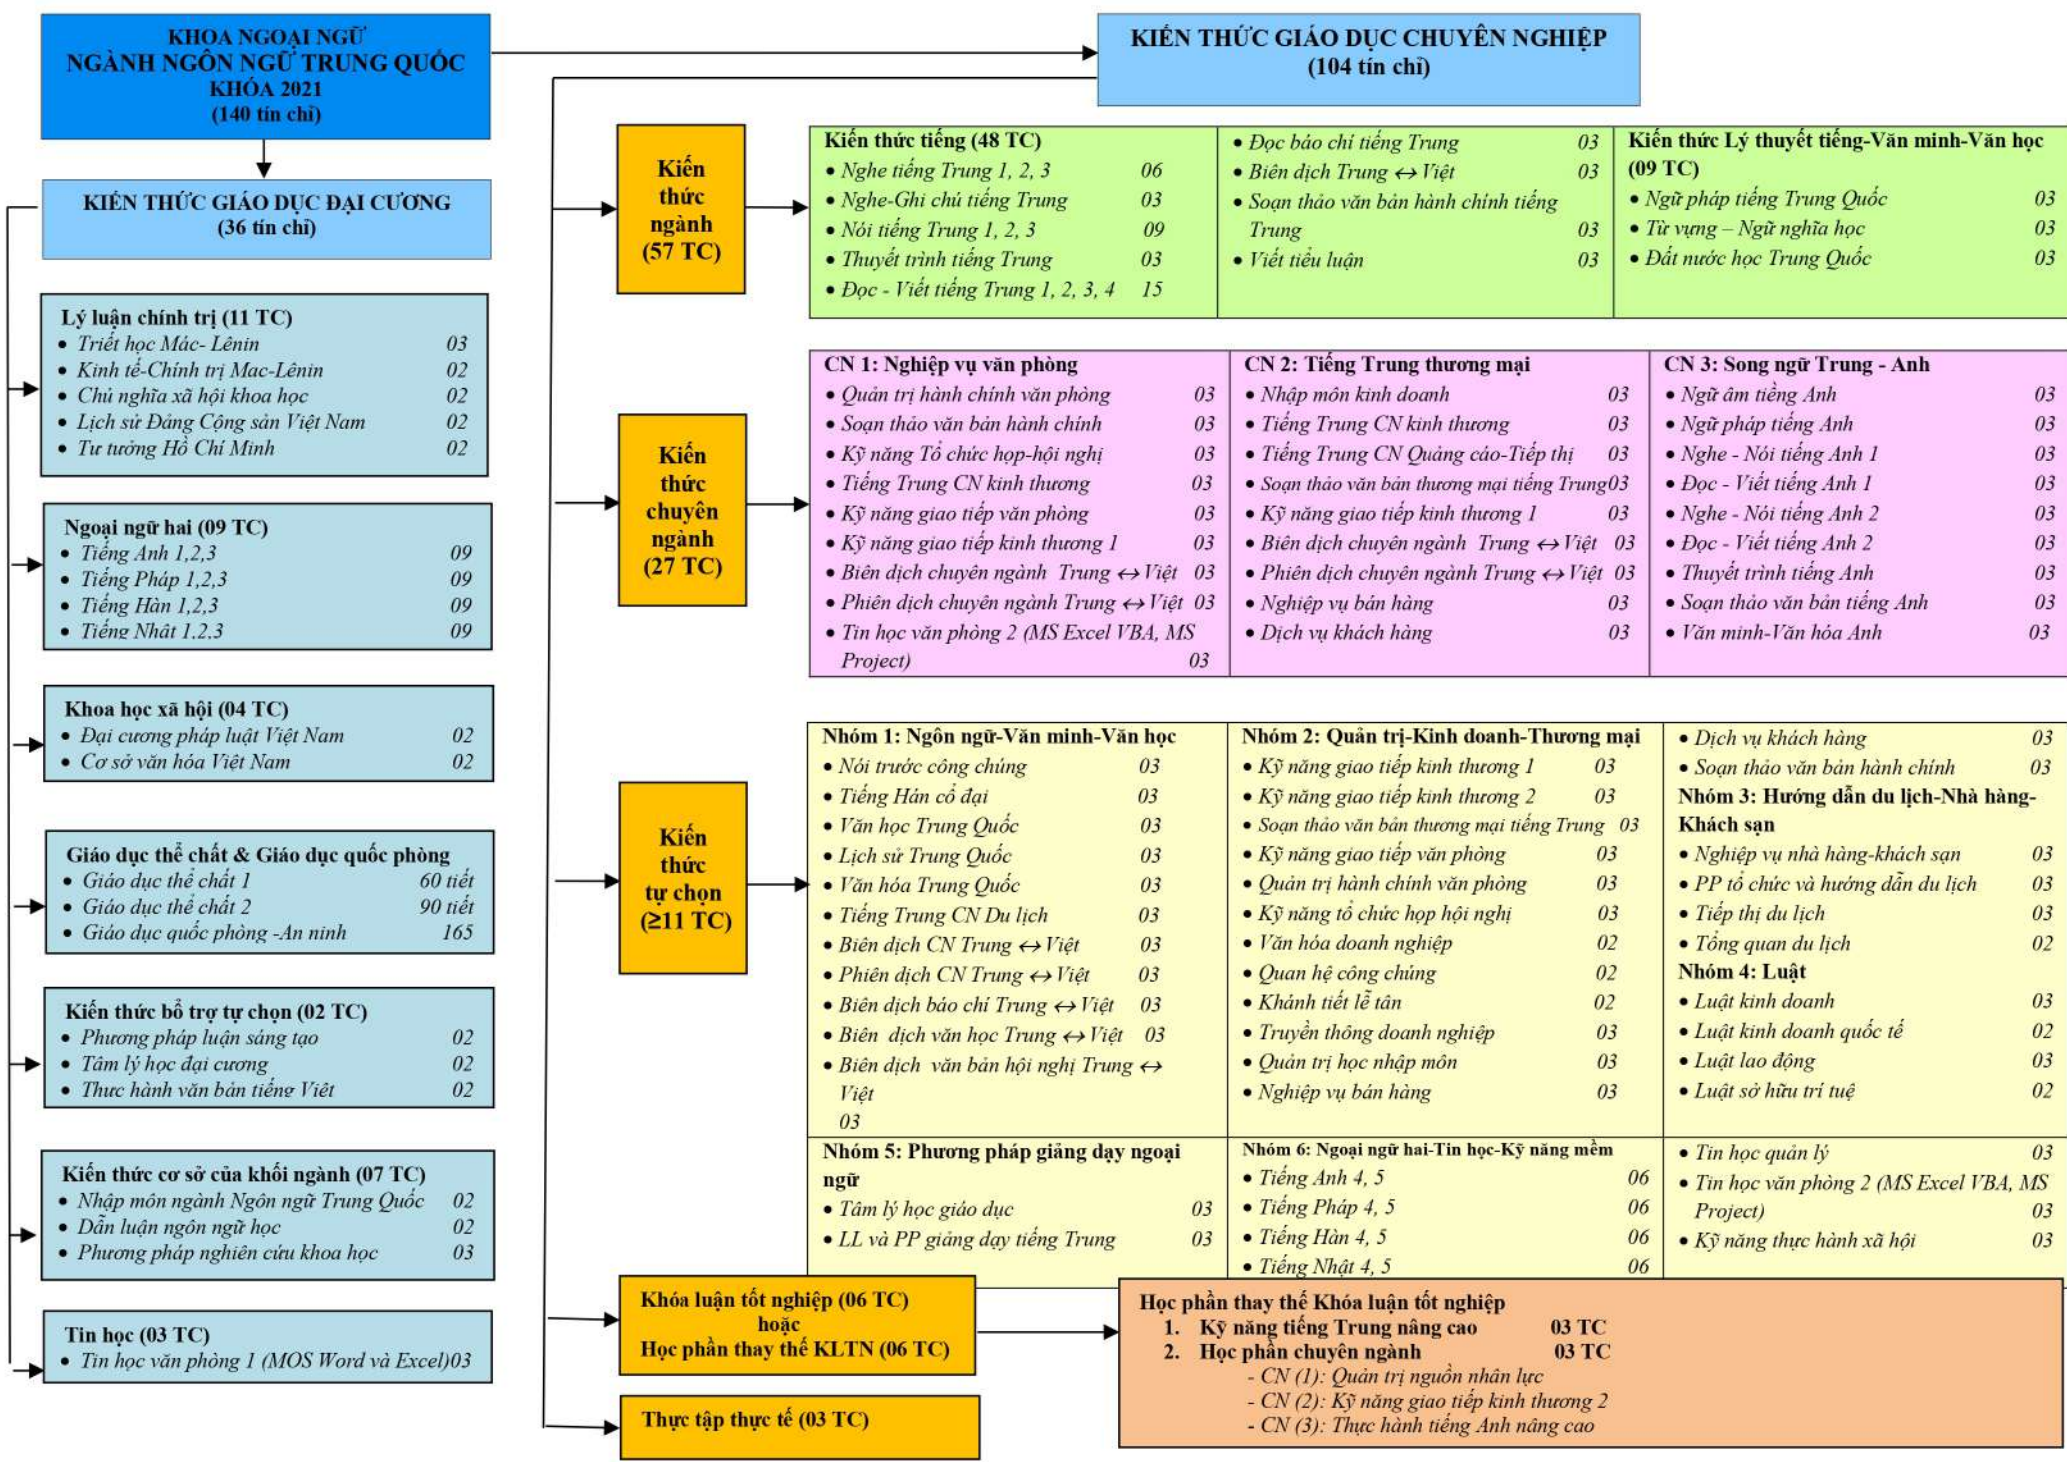 KHOA NGOẠI NGỮ
NGÀNH NGÔN NGỮ TRUNG QUỐC
KHÓA 2021
(140 tín chỉ)
KIẾN THỨC GIÁO DỤC CHUYÊN NGHIỆP
(104 tín chỉ)
KIẾN THỨC GIÁO DỤC ĐẠI CƯƠNG
(36 tín chỉ)
Lý luận chính trị (11 TC)
• Triết học Mác- Lênin 03
• Kinh tế-Chính trị Mac-Lênin 02
• Chủ nghĩa xã hội khoa học 02
• Lịch sử Đảng Cộng sản Việt Nam 02
• Tư tưởng Hồ Chí Minh 02
Ngoại ngữ hai (09 TC)
• Tiếng Anh 1,2,3 09
• Tiếng Pháp 1,2,3 09
• Tiếng Hàn 1,2,3 09
• Tiếng Nhật 1,2,3 09
Khoa học xã hội (04 TC)
• Đại cương pháp luật Việt Nam 02
• Cơ sở văn hóa Việt Nam 02
Giáo dục thể chất & Giáo dục quốc phòng
• Giáo dục thể chất 1 60 tiết
• Giáo dục thể chất 2 90 tiết
• Giáo dục quốc phòng -An ninh 165
Kiến thức bổ trợ tự chọn (02 TC)
• Phương pháp luận sáng tạo 02
• Tâm lý học đại cương 02
• Thực hành văn bản tiếng Việt 02
Kiến thức cơ sở của khối ngành (07 TC)
• Nhập môn ngành Ngôn ngữ Trung Quốc 02
• Dẫn luận ngôn ngữ học 02
• Phương pháp nghiên cứu khoa học 03
Tin học (03 TC)
• Tin học văn phòng 1 (MOS Word và Excel)03
Kiến
thức
ngành
(57 TC)
Kiến thức tiếng (48 TC)
• Nghe tiếng Trung 1, 2, 3 06
• Nghe-Ghi chú tiếng Trung 03
• Nói tiếng Trung 1, 2, 3 09
• Thuyết trình tiếng Trung 03
• Đọc - Viết tiếng Trung 1, 2, 3, 4 15
• Đọc báo chí tiếng Trung 03
• Biên dịch Trung ↔ Việt 03
• Soạn thảo văn bản hành chính tiếng
Trung 03
• Viết tiểu luận 03
Kiến thức Lý thuyết tiếng-Văn minh-Văn học
(09 TC)
• Ngữ pháp tiếng Trung Quốc 03
• Từ vựng – Ngữ nghĩa học 03
• Đất nước học Trung Quốc 03
Kiến
thức
chuyên
ngành
(27 TC)
CN 1: Nghiệp vụ văn phòng
• Quản trị hành chính văn phòng 03
• Soạn thảo văn bản hành chính 03
• Kỹ năng Tổ chức họp-hội nghị 03
• Tiếng Trung CN kinh thương 03
• Kỹ năng giao tiếp văn phòng 03
• Kỹ năng giao tiếp kinh thương 1 03
• Biên dịch chuyên ngành Trung ↔ Việt 03
• Phiên dịch chuyên ngành Trung ↔ Việt 03
• Tin học văn phòng 2 (MS Excel VBA, MS
Project) 03
CN 2: Tiếng Trung thương mại
• Nhập môn kinh doanh 03
• Tiếng Trung CN kinh thương 03
• Tiếng Trung CN Quảng cáo-Tiếp thị 03
• Soạn thảo văn bản thương mại tiếng Trung03
• Kỹ năng giao tiếp kinh thương 1 03
• Biên dịch chuyên ngành Trung ↔ Việt 03
• Phiên dịch chuyên ngành Trung ↔ Việt 03
• Nghiệp vụ bán hàng 03
• Dịch vụ khách hàng 03
CN 3: Song ngữ Trung - Anh
• Ngữ âm tiềng Anh 03
• Ngữ pháp tiếng Anh 03
• Nghe - Nói tiếng Anh 1 03
• Đọc - Viết tiếng Anh 1 03
• Nghe - Nói tiếng Anh 2 03
• Đọc - Viết tiếng Anh 2 03
• Thuyết trình tiếng Anh 03
• Soạn thảo văn bản tiếng Anh 03
• Văn minh-Văn hóa Anh 03
Kiến
thức
tự chọn
(≥11 TC)
Nhóm 1: Ngôn ngữ-Văn minh-Văn học
• Nói trước công chúng 03
• Tiếng Hán cổ đại 03
• Văn học Trung Quốc 03
• Lịch sử Trung Quốc 03
• Văn hóa Trung Quốc 03
• Tiếng Trung CN Du lịch 03
• Biên dịch CN Trung ↔ Việt 03
• Phiên dịch CN Trung ↔ Việt 03
• Biên dịch báo chí Trung ↔ Việt 03
• Biên dịch văn học Trung ↔ Việt 03
• Biên dịch văn bản hội nghị Trung ↔
Việt
03
Nhóm 2: Quản trị-Kinh doanh-Thương mại
• Kỹ năng giao tiếp kinh thương 1 03
• Kỹ năng giao tiếp kinh thương 2 03
• Soạn thảo văn bản thương mại tiếng Trung 03
• Kỹ năng giao tiếp văn phòng 03
• Quản trị hành chính văn phòng 03
• Kỹ năng tổ chức họp hội nghị 03
• Văn hóa doanh nghiệp 02
• Quan hệ công chúng 02
• Khánh tiết lễ tân 02
• Truyền thông doanh nghiệp 03
• Quản trị học nhập môn 03
• Nghiệp vụ bán hàng 03
• Dịch vụ khách hàng 03
• Soạn thảo văn bản hành chính 03
Nhóm 3: Hướng dẫn du lịch-Nhà hàng-
Khách sạn
• Nghiệp vụ nhà hàng-khách sạn 03
• PP tổ chức và hướng dẫn du lịch 03
• Tiếp thị du lịch 03
• Tổng quan du lịch 02
Nhóm 4: Luật
• Luật kinh doanh 03
• Luật kinh doanh quốc tế 02
• Luật lao động 03
• Luật sở hữu trí tuệ 02
Nhóm 5: Phương pháp giảng dạy ngoại
ngữ
• Tâm lý học giáo dục 03
• LL và PP giảng dạy tiếng Trung 03
Nhóm 6: Ngoại ngữ hai-Tin học-Kỹ năng mềm
• Tiếng Anh 4, 5 06
• Tiếng Pháp 4, 5 06
• Tiếng Hàn 4, 5 06
• Tiếng Nhật 4, 5 06
• Tin học quản lý 03
• Tin học văn phòng 2 (MS Excel VBA, MS
Project) 03
• Kỹ năng thực hành xã hội 03
Khóa luận tốt nghiệp (06 TC)
hoặc
Học phần thay thế KLTN (06 TC)
Học phần thay thế Khóa luận tốt nghiệp
1. Kỹ năng tiếng Trung nâng cao 03 TC
2. Học phần chuyên ngành 03 TC
- CN (1): Quản trị nguồn nhân lực
- CN (2): Kỹ năng giao tiếp kinh thương 2
- CN (3): Thực hành tiếng Anh nâng cao
Thực tập thực tế (03 TC)